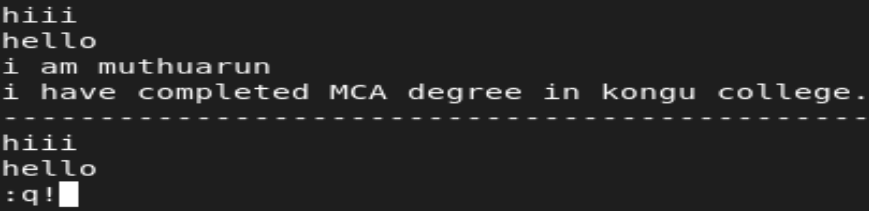 hiii
hello
i am muthuarun
i have completed MCA degree in kongu college.
---------------------------------------------
hiii
hello
:q!